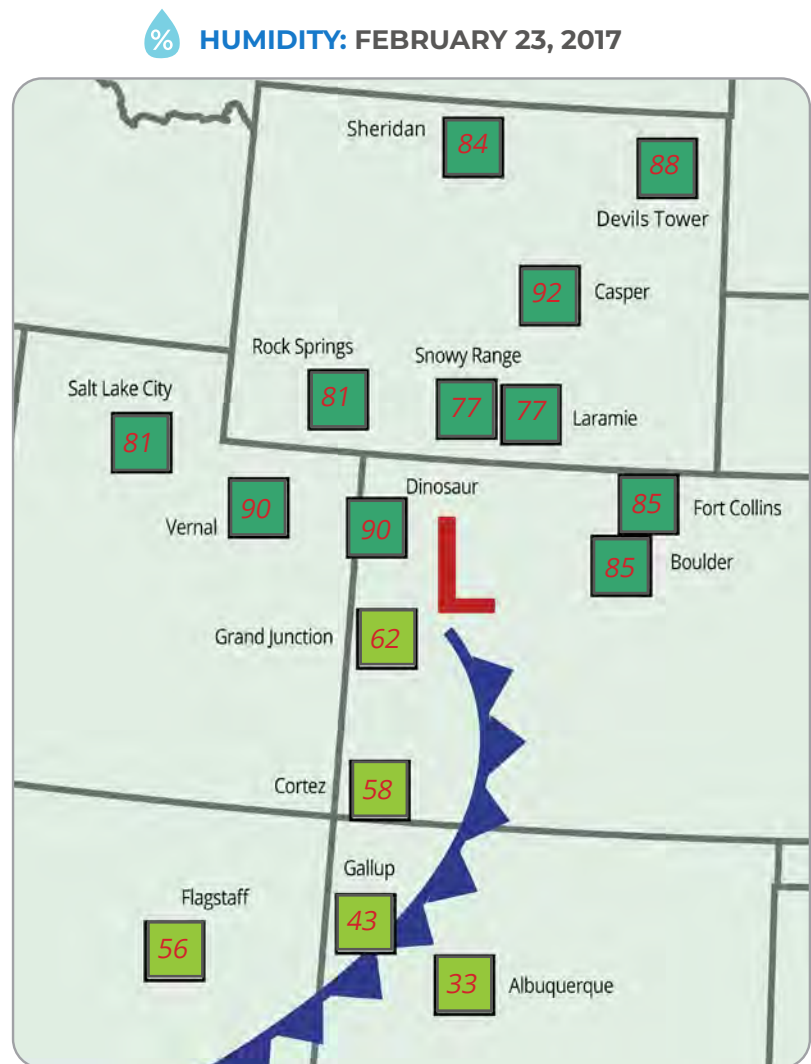 % HUMIDITY: FEBRUARY 23, 2017
Sheridan 84
88
Devils Tower
92 Casper
Rock Springs
81
Snowy Range
77 77 Laramie
Salt Lake City
81
Vernal 90
Dinosaur
90
L
85 Fort Collins
85 Boulder
Grand Junction 62
Cortez 58
Gallup
43
Flagstaff
56
33 Albuquerque